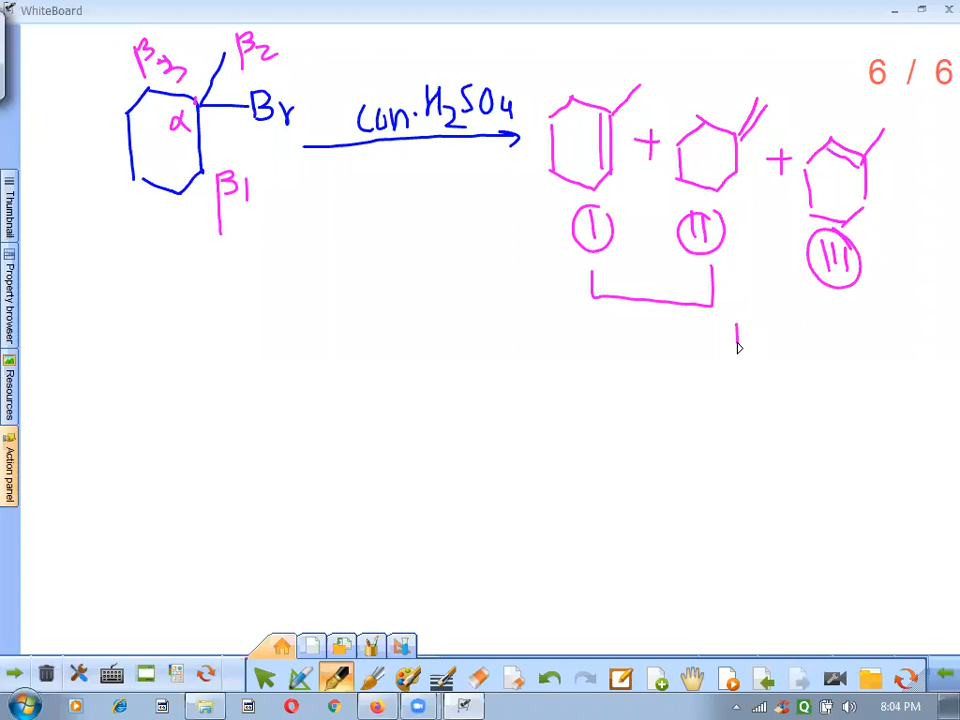 WhiteBoard
6 / 6
β3
β2
α
Br
β1
con. H2SO4
+
+
I
II
III
Thumbnail
Property browser
Resources
Action panel
8:04 PM